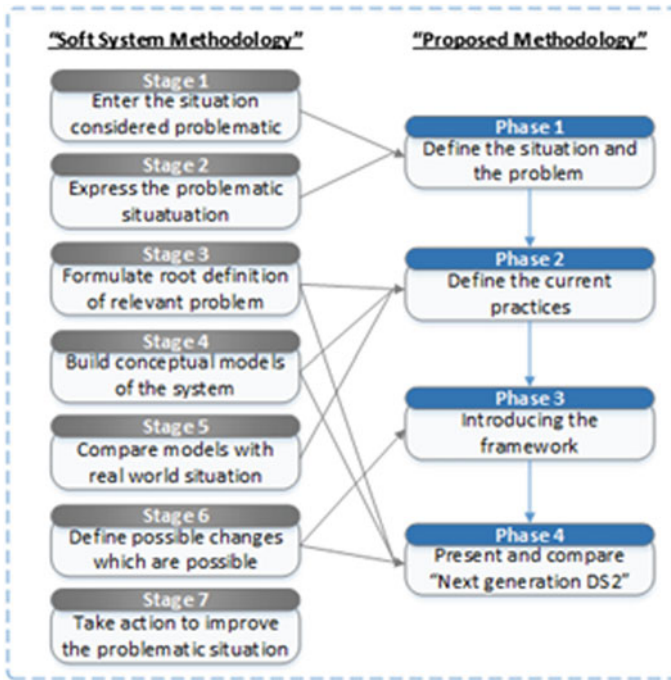 “Soft System Methodology”
Stage 1
Enter the situation
considered problematic
Stage 2
Express the problematic
situatuation
Stage 3
Formulate root definition
of relevant problem
Stage 4
Build conceptual models
of the system
Stage 5
Compare models with
real world situation
Stage 6
Define possible changes
which are possible
Stage 7
Take action to improve
the problematic situation
“Proposed Methodology”
Phase 1
Define the situation and
the problem
Phase 2
Define the current
practices
Phase 3
Introducing the
framework
Phase 4
Present and compare
“Next generation DS2”